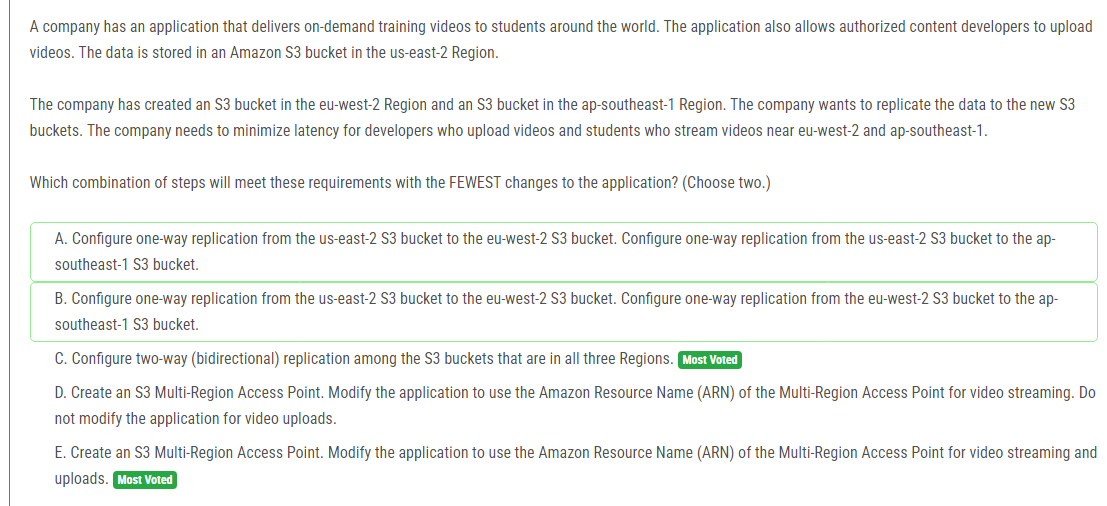 A company has an application that delivers on-demand training videos to students around the world. The application also allows authorized content developers to upload
videos. The data is stored in an Amazon S3 bucket in the us-east-2 Region.
The company has created an S3 bucket in the eu-west-2 Region and an S3 bucket in the ap-southeast-1 Region. The company wants to replicate the data to the new S3
buckets. The company needs to minimize latency for developers who upload videos and students who stream videos near eu-west-2 and ap-southeast-1.
Which combination of steps will meet these requirements with the FEWEST changes to the application? (Choose two.)
A. Configure one-way replication from the us-east-2 S3 bucket to the eu-west-2 S3 bucket. Configure one-way replication from the us-east-2 S3 bucket to the ap-
southeast-1 S3 bucket.
B. Configure one-way replication from the us-east-2 S3 bucket to the eu-west-2 S3 bucket. Configure one-way replication from the eu-west-2 S3 bucket to the ap-
southeast-1 S3 bucket.
C. Configure two-way (bidirectional) replication among the S3 buckets that are in all three Regions. Most Voted
D. Create an S3 Multi-Region Access Point. Modify the application to use the Amazon Resource Name (ARN) of the Multi-Region Access Point for video streaming. Do
not modify the application for video uploads.
E. Create an S3 Multi-Region Access Point. Modify the application to use the Amazon Resource Name (ARN) of the Multi-Region Access Point for video streaming and
uploads. Most Voted